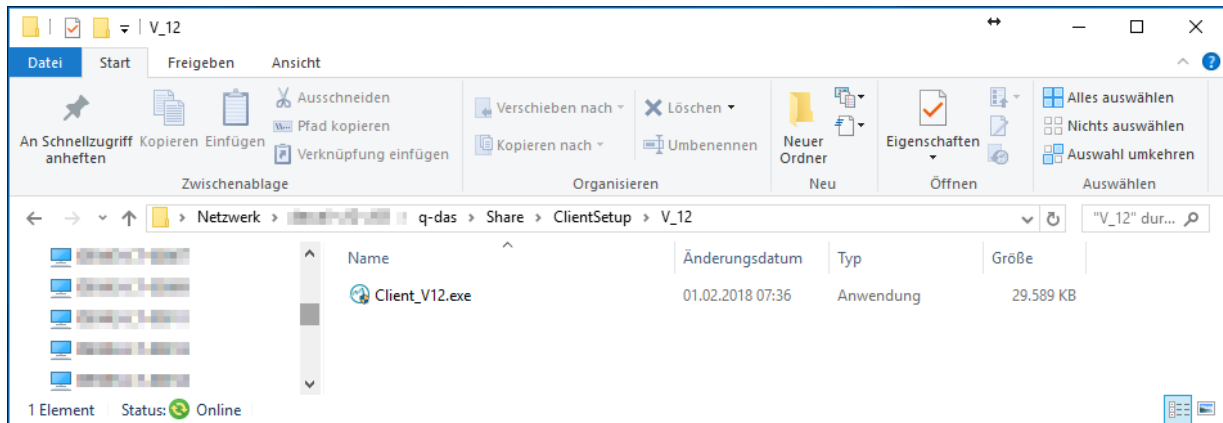 V_12
Datei Start Freigeben Ansicht
An Schnellzugriff anheften
Kopieren
Einfügen
Ausschneiden
Pfad kopieren
Verknüpfung einfügen
Zwischenablage
Verschieben nach
Kopieren nach
Löschen
Umbenennen
Organisieren
Neuer
Ordner
Neu
Eigenschaften
Öffnen
Alles auswählen
Nichts auswählen
Auswahl umkehren
Auswählen
Netzwerk > q-das > Share > ClientSetup > V_12
"V_12" dur...
Name Änderungsdatum Typ Größe
Client_V12.exe 01.02.2018 07:36 Anwendung 29.589 KB
1 Element Status: Online